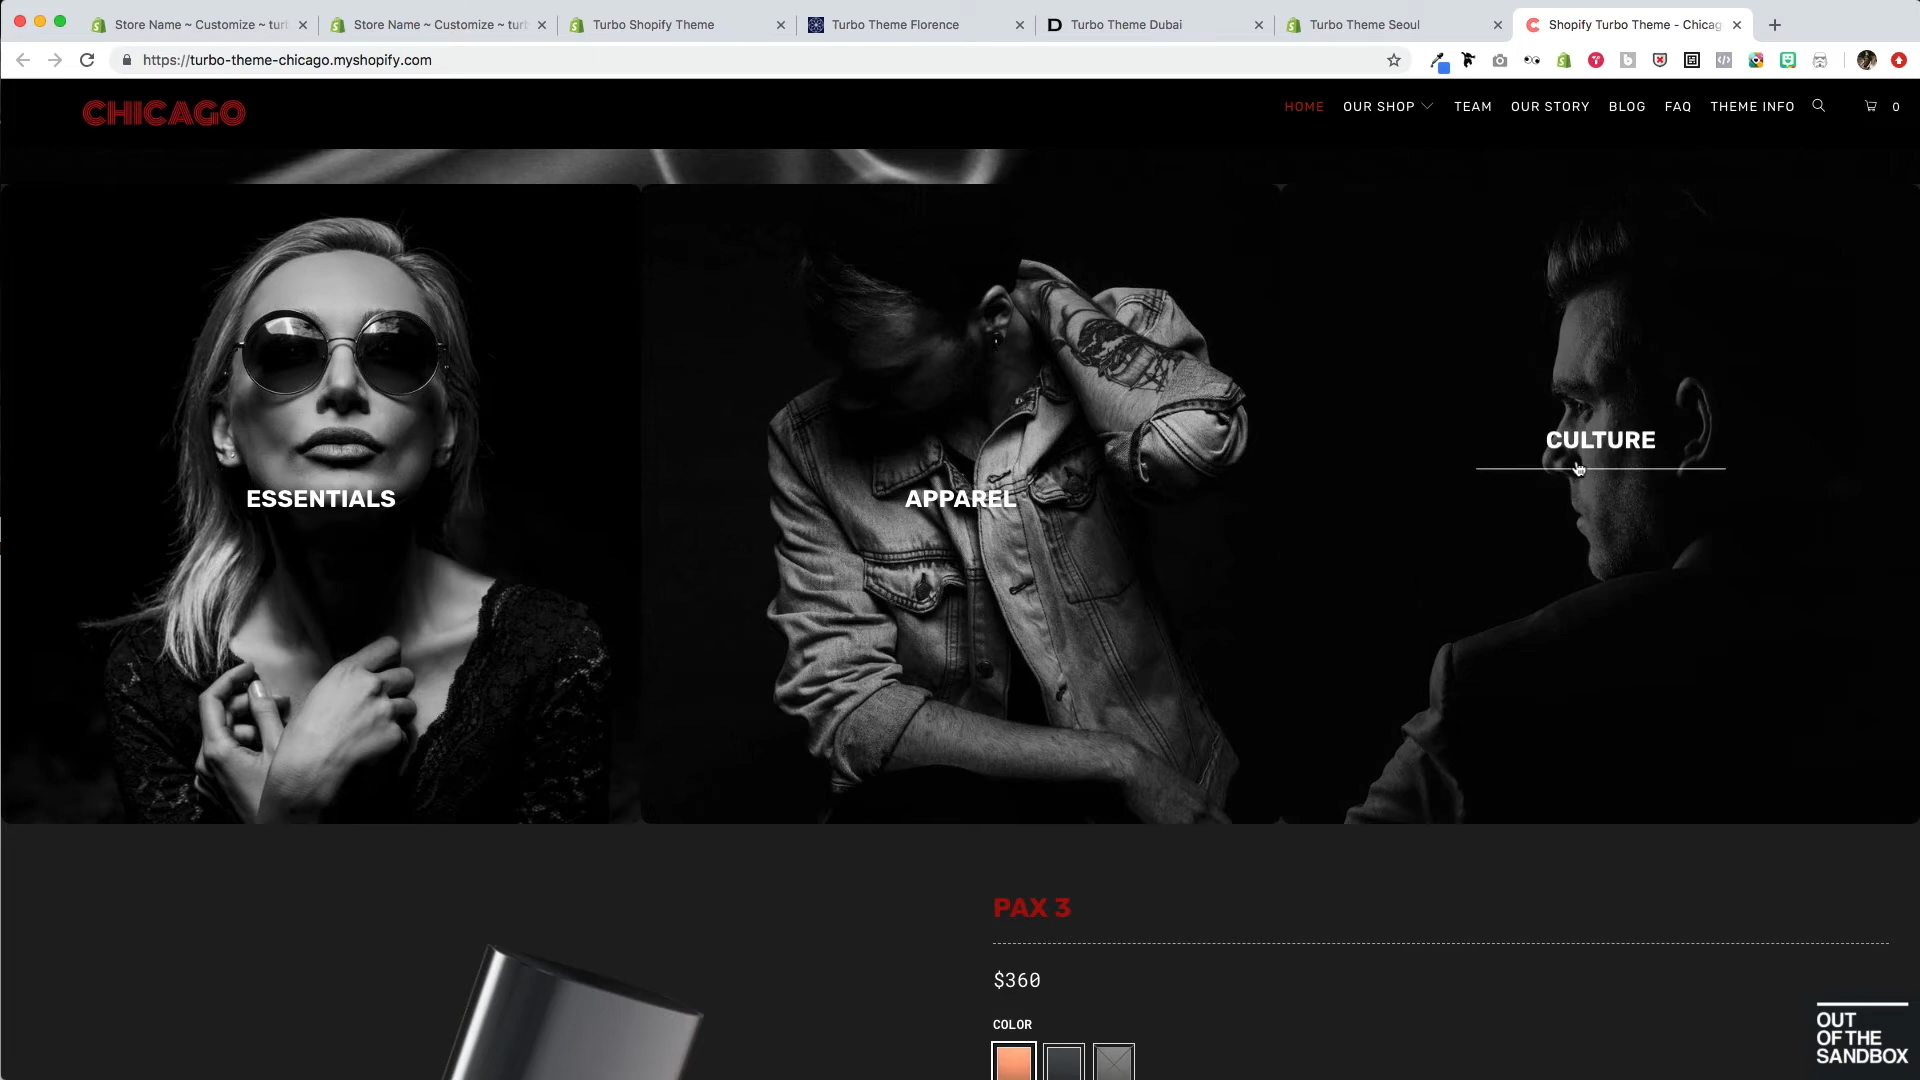 Store Name ~ Customize ~ turb
Store Name ~ Customize ~ turb
Turbo Shopify Theme
Turbo Theme Florence
Turbo Theme Dubai
Turbo Theme Seoul
Shopify Turbo Theme - Chicag
https://turbo-theme-chicago.myshopify.com
CHICAGO
HOME
OUR SHOP
TEAM
OUR STORY
BLOG
FAQ
THEME INFO
0
ESSENTIALS
APPAREL
CULTURE
PAX 3
$360
COLOR
OUT
OF THE
SANDBOX